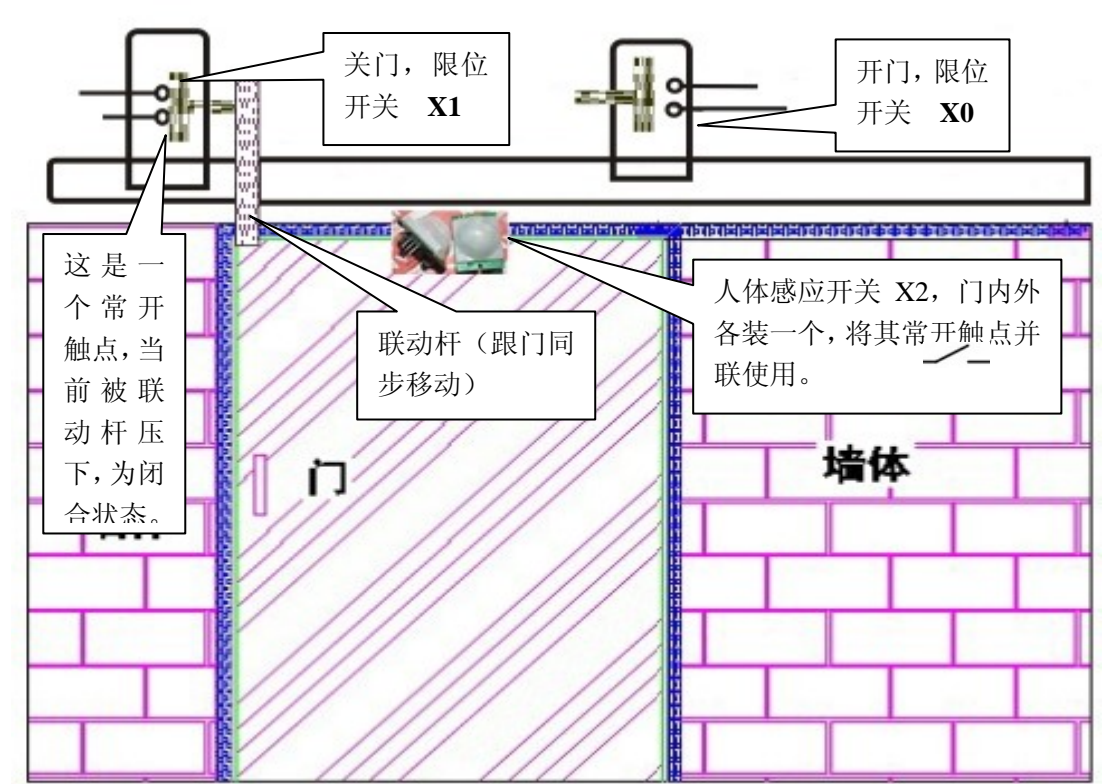 关门，限位
开关 X1
开门，限位
开关 X0
这是一
个常开
触点，当
前被联
动杆压
下，为闭
合状态。
联动杆（跟门同
步移动）
人体感应开关 X2，门内外
各装一个，将其常开触点并
联使用。
门
墙体